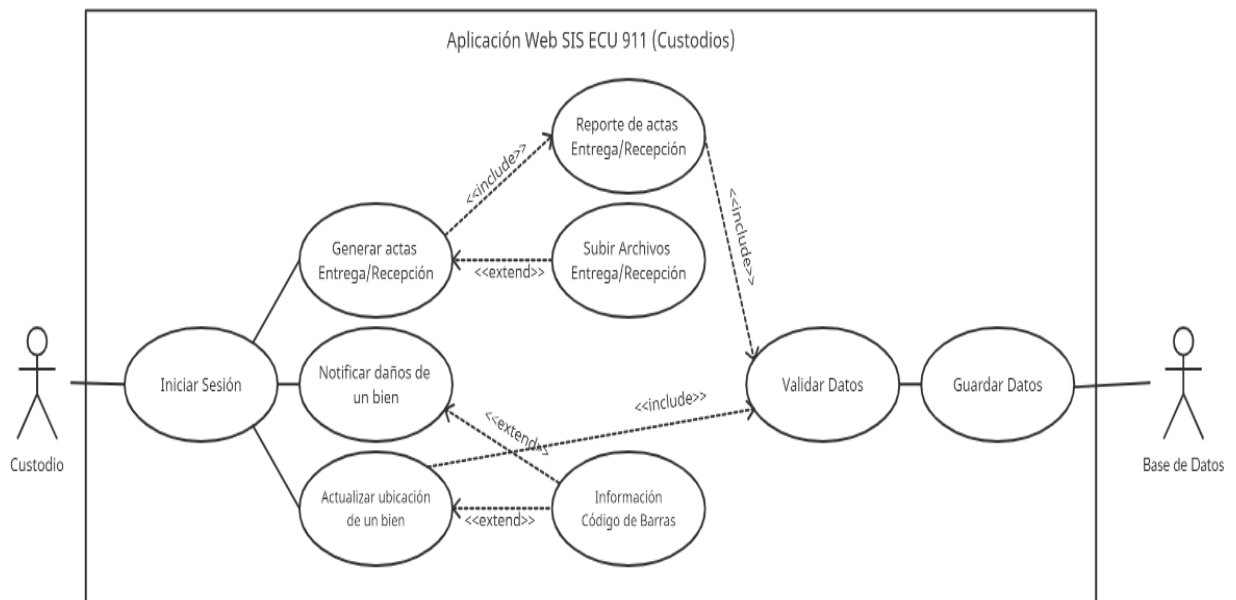 Aplicación Web SIS ECU 911 (Custodios)
Reporte de actas
Entrega/Recepción
<<include>>
<<include>>
Generar actas
Entrega/Recepción
<<extend>>
Subir Archivos
Entrega/Recepción
Custodio
Iniciar Sesión
Notificar daños de
un bien
<<extend>>
<<include>>
Validar Datos
Guardar Datos
Base de Datos
Actualizar ubicación
de un bien
<<extend>>
Información
Código de Barras